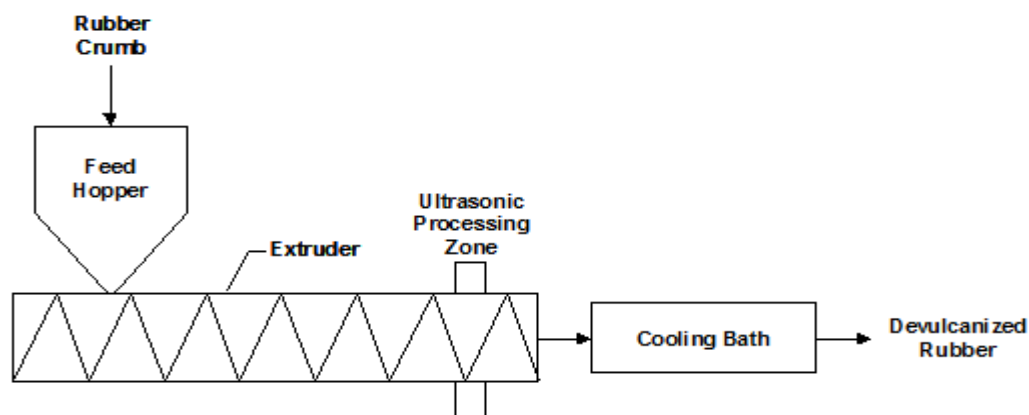 Rubber
Crumb
Feed
Hopper
Extruder
Ultrasonic
Processing
Zone
Cooling Bath
Devulcanized
Rubber